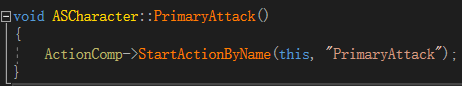 void ASCharacter::PrimaryAttack()
{
ActionComp->StartActionByName(this, "PrimaryAttack");
}